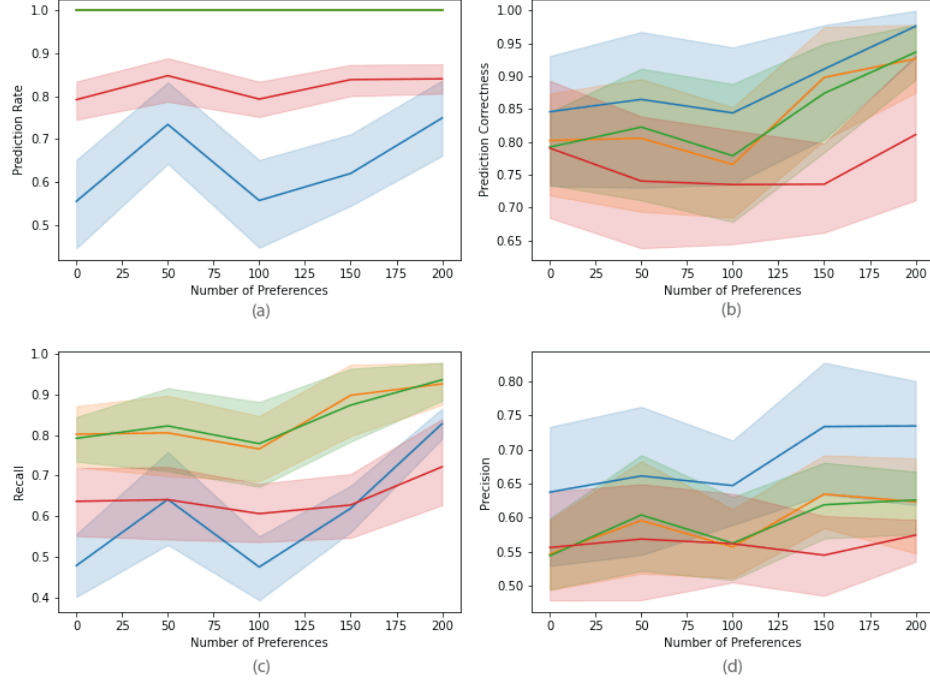 1.0
0.9
0.8
0.7
0.6
0.5
Prediction Rate
0 25 50 75 100 125 150 175 200
Number of Preferences
(a)
1.00
0.95
0.90
0.85
0.80
0.75
0.70
0.65
Prediction Correctness
0 25 50 75 100 125 150 175 200
Number of Preferences
(b)
1.0
0.9
0.8
0.7
0.6
0.5
0.4
Recall
0 25 50 75 100 125 150 175 200
Number of Preferences
(c)
0.80
0.75
0.70
0.65
0.60
0.55
0.50
Precision
0 25 50 75 100 125 150 175 200
Number of Preferences
(d)